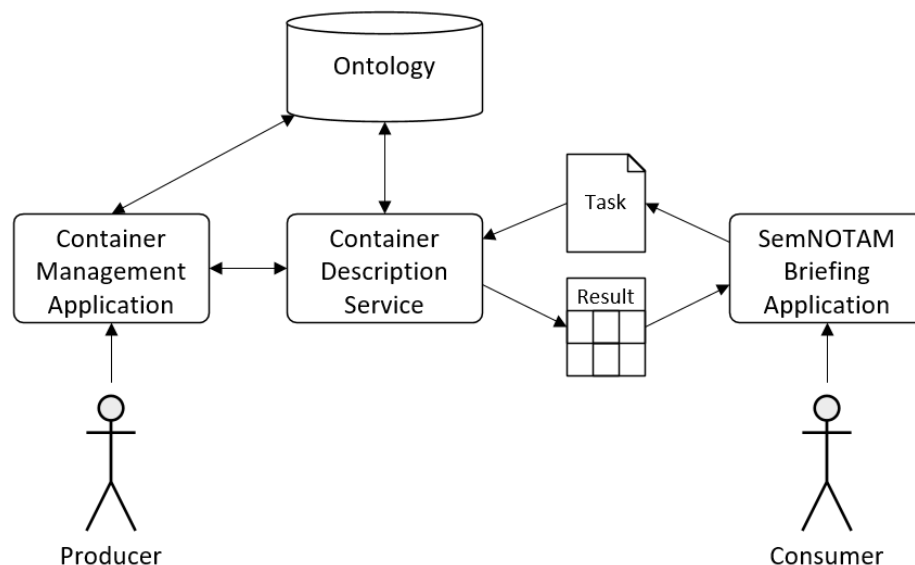 Ontology
Task
Container
Management
Application
Container
Description
Service
SemNOTAM
Briefing
Application
Result
Producer
Consumer